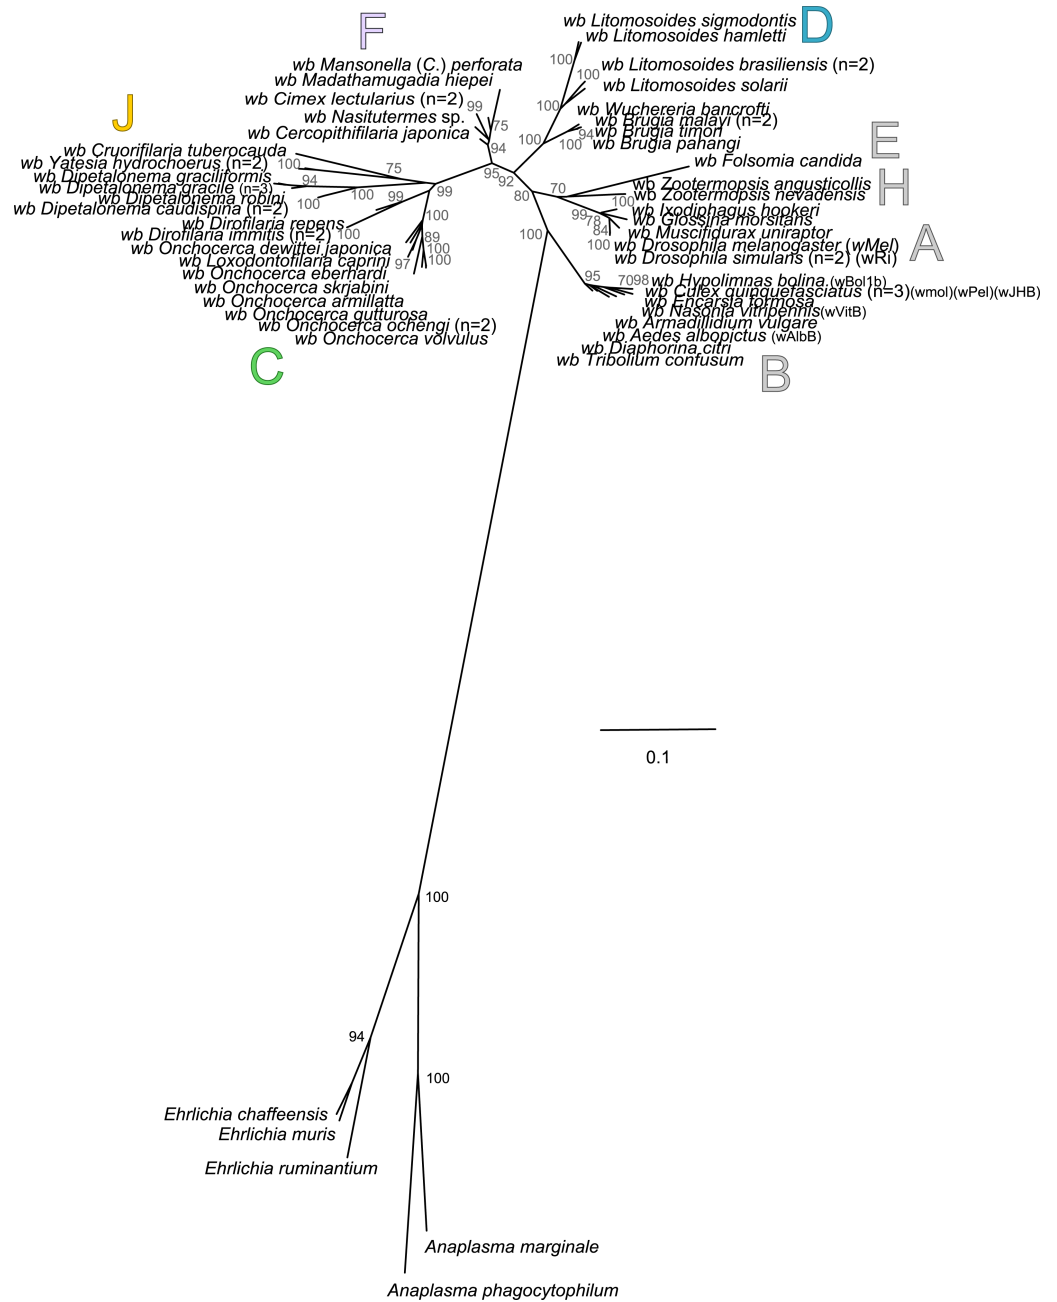 F
wb Mansonella (C.) perforata
wb Madathamugadia hiepei
wb Cimex lectularius (n=2)
wb Nasitutermes sp.
wb Cercopithifilaria japonica
99
75
94
95
92
D
wb Litomosoides sigmodontis
wb Litomosoides hamletti
wb Litomosoides brasiliensis (n=2)
wb Litomosoides solarii
wb Wuchereria bancrofti
wb Brugia malayi (n=2)
wb Brugia timori
wb Brugia pahangi
100
100
100
100
94
100
J
wb Cruorifilaria tuberocauda
wb Yatesia hydrochoerus (n=2)
wb Dipetalonema graciliformis
wb Dipetalonema gracile (n=3)
wb Dipetalonema robini
wb Dipetalonema caudispina (n=2)
100
75
94
100
100
99
99
wb Dirofilaria repens
wb Dirofilaria immitis (n=2)
wb Onchocerca dewittei japonica
wb Loxodontofilaria caprini
wb Onchocerca eberhardi
wb Onchocerca skrjabini
wb Onchocerca armillatta
wb Onchocerca gutturosa
wb Onchocerca ochengi (n=2)
wb Onchocerca volvulus
100
100
89
100
100
97
C
E
wb Folsomia candida
70
80
H
wb Zootermopsis angusticollis
wb Zootermopsis nevadensis
100
wb Ixodiphagus hookeri
wb Glossina morsitans
wb Muscifidurax uniraptor
wb Drosophila melanogaster (wMel)
wb Drosophila simularis (n=2) (wRi)
99
78
84
100
100
A
95
70
98
wb Hypolimnas bolina (wBol1b)
wb Culex quinquefasciatus (n=3)(wmol)(wPel)(wJHB)
wb Encarsia formosa
wb Nasonia vitripennis(wVitB)
wb Armadillidium vulgare
wb Aedes albopictus (wAlbB)
wb Diaphorina citri
wb Tribolium confusum
B
0.1
100
94
100
Ehrlichia chaffeensis
Ehrlichia muris
Ehrlichia ruminantium
Anaplasma marginale
Anaplasma phagocytophilum